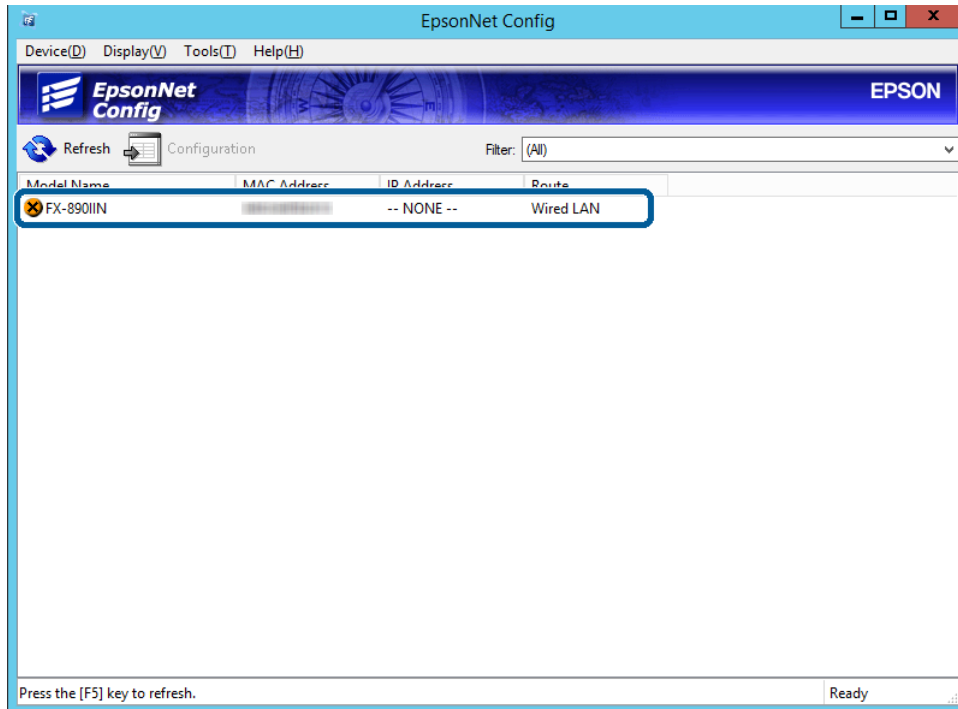 EpsonNet Config
Device(D) Display(V) Tools(T) Help(H)
EpsonNet
Config
EPSON
Refresh Configuration Filter: (All)
Model Name MAC Address IP Address Route
FX-890IIN -- NONE -- Wired LAN
Press the [F5] key to refresh. Ready